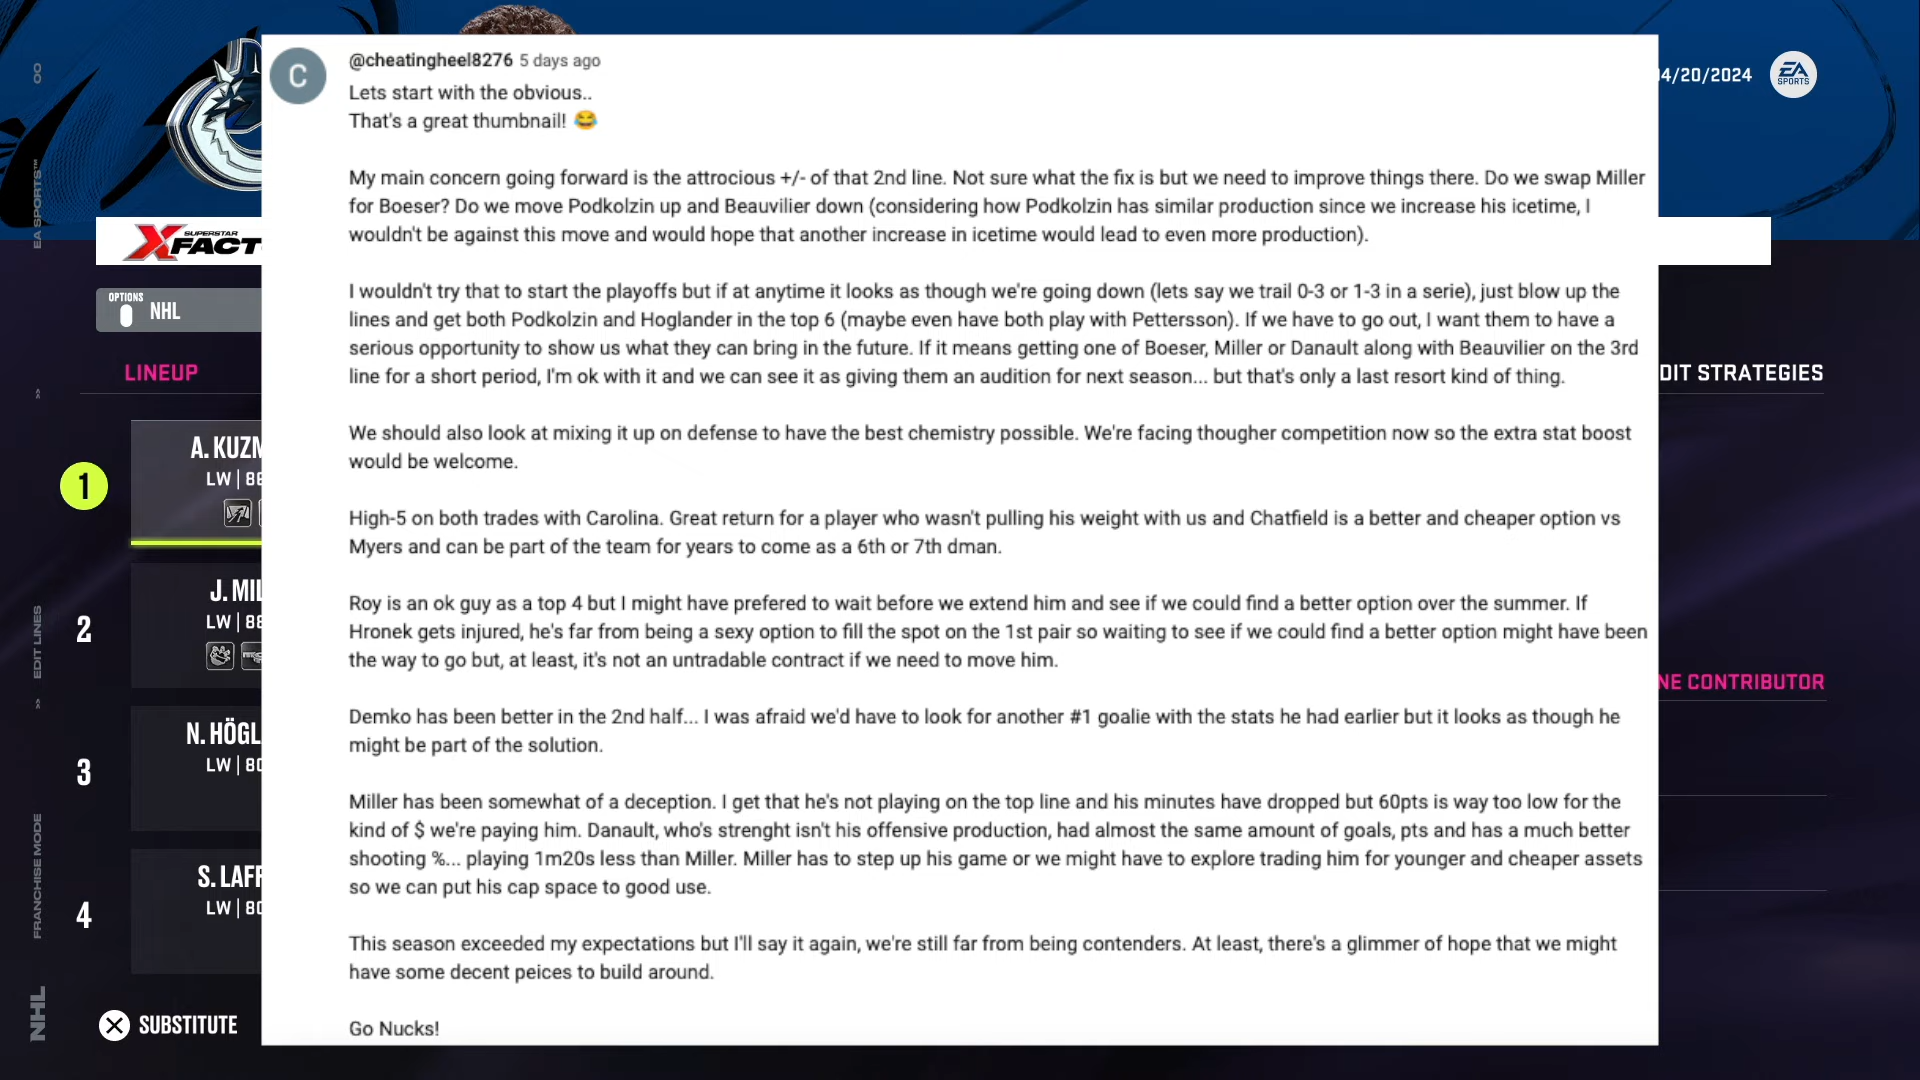 @cheatingheel8276 5 days ago
Lets start with the obvious..
That's a great thumbnail! 😂
My main concern going forward is the attrocious +/- of that 2nd line. Not sure what the fix is but we need to improve things there. Do we swap Miller
for Boeser? Do we move Podkolzin up and Beauvilier down (considering how Podkolzin has similar production since we increase his icetime, I
wouldn't be against this move and would hope that another increase in icetime would lead to even more production).
I wouldn't try that to start the playoffs but if at anytime it looks as though we're going down (lets say we trail 0-3 or 1-3 in a serie), just blow up the
lines and get both Podkolzin and Hoglander in the top 6 (maybe even have both play with Pettersson). If we have to go out, I want them to have a
serious opportunity to show us what they can bring in the future. If it means getting one of Boeser, Miller or Danault along with Beauvilier on the 3rd
line for a short period, I'm ok with it and we can see it as giving them an audition for next season... but that's only a last resort kind of thing.
We should also look at mixing it up on defense to have the best chemistry possible. We're facing thougher competition now so the extra stat boost
would be welcome.
High-5 on both trades with Carolina. Great return for a player who wasn't pulling his weight with us and Chatfield is a better and cheaper option vs
Myers and can be part of the team for years to come as a 6th or 7th dman.
Roy is an ok guy as a top 4 but I might have prefered to wait before we extend him and see if we could find a better option over the summer. If
Hronek gets injured, he's far from being a sexy option to fill the spot on the 1st pair so waiting to see if we could find a better option might have been
the way to go but, at least, it's not an untradable contract if we need to move him.
Demko has been better in the 2nd half... I was afraid we'd have to look for another #1 goalie with the stats he had earlier but it looks as though he
might be part of the solution.
Miller has been somewhat of a deception. I get that he's not playing on the top line and his minutes have dropped but 60pts is way too low for the
kind of $ we're paying him. Danault, who's strenght isn't his offensive production, had almost the same amount of goals, pts and has a much better
shooting %... playing 1m20s less than Miller. Miller has to step up his game or we might have to explore trading him for younger and cheaper assets
so we can put his cap space to good use.
This season exceeded my expectations but I'll say it again, we're still far from being contenders. At least, there's a glimmer of hope that we might
have some decent peices to build around.
Go Nucks!
C
4/20/2024
EA SPORTS
SUPERSTAR
XFACT
OPTIONS
NHL
LINEUP
DIT STRATEGIES
1
A. KUZM
LW | 88
2
J. MIL
LW | 88
3
N. HÖGL
LW | 80
4
S. LAFF
LW | 80
NE CONTRIBUTOR
SUBSTITUTE
EA SPORTS™
EDIT LINES
FRANCHISE MODE
NHL